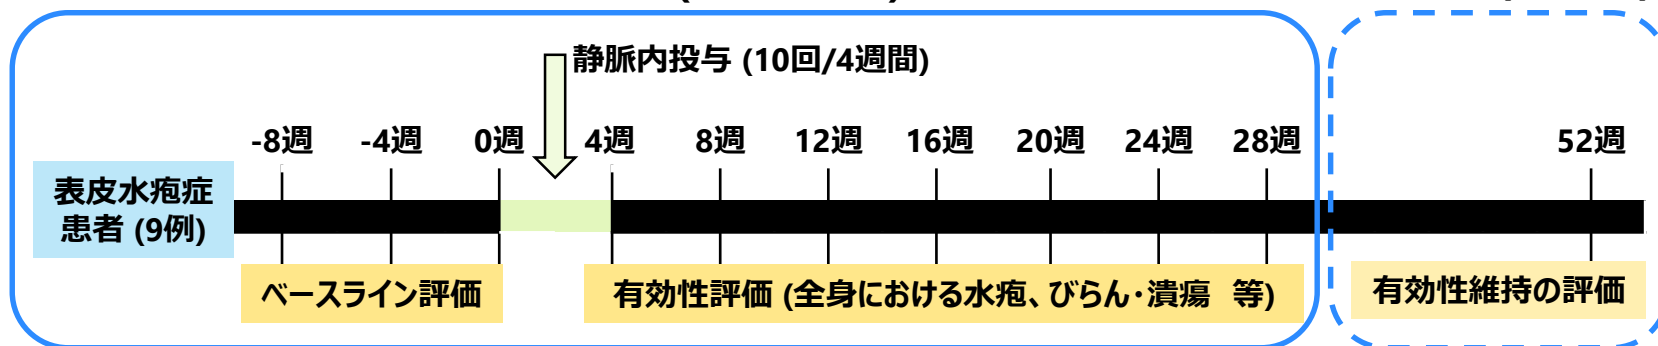 静脈内投与 (10回/4週間)
-8週 -4週 0週 4週 8週 12週 16週 20週 24週 28週 52週
表皮水疱症
患者 (9例)
ベースライン評価
有効性評価 (全身における水疱、びらん・潰瘍　等)
有効性維持の評価